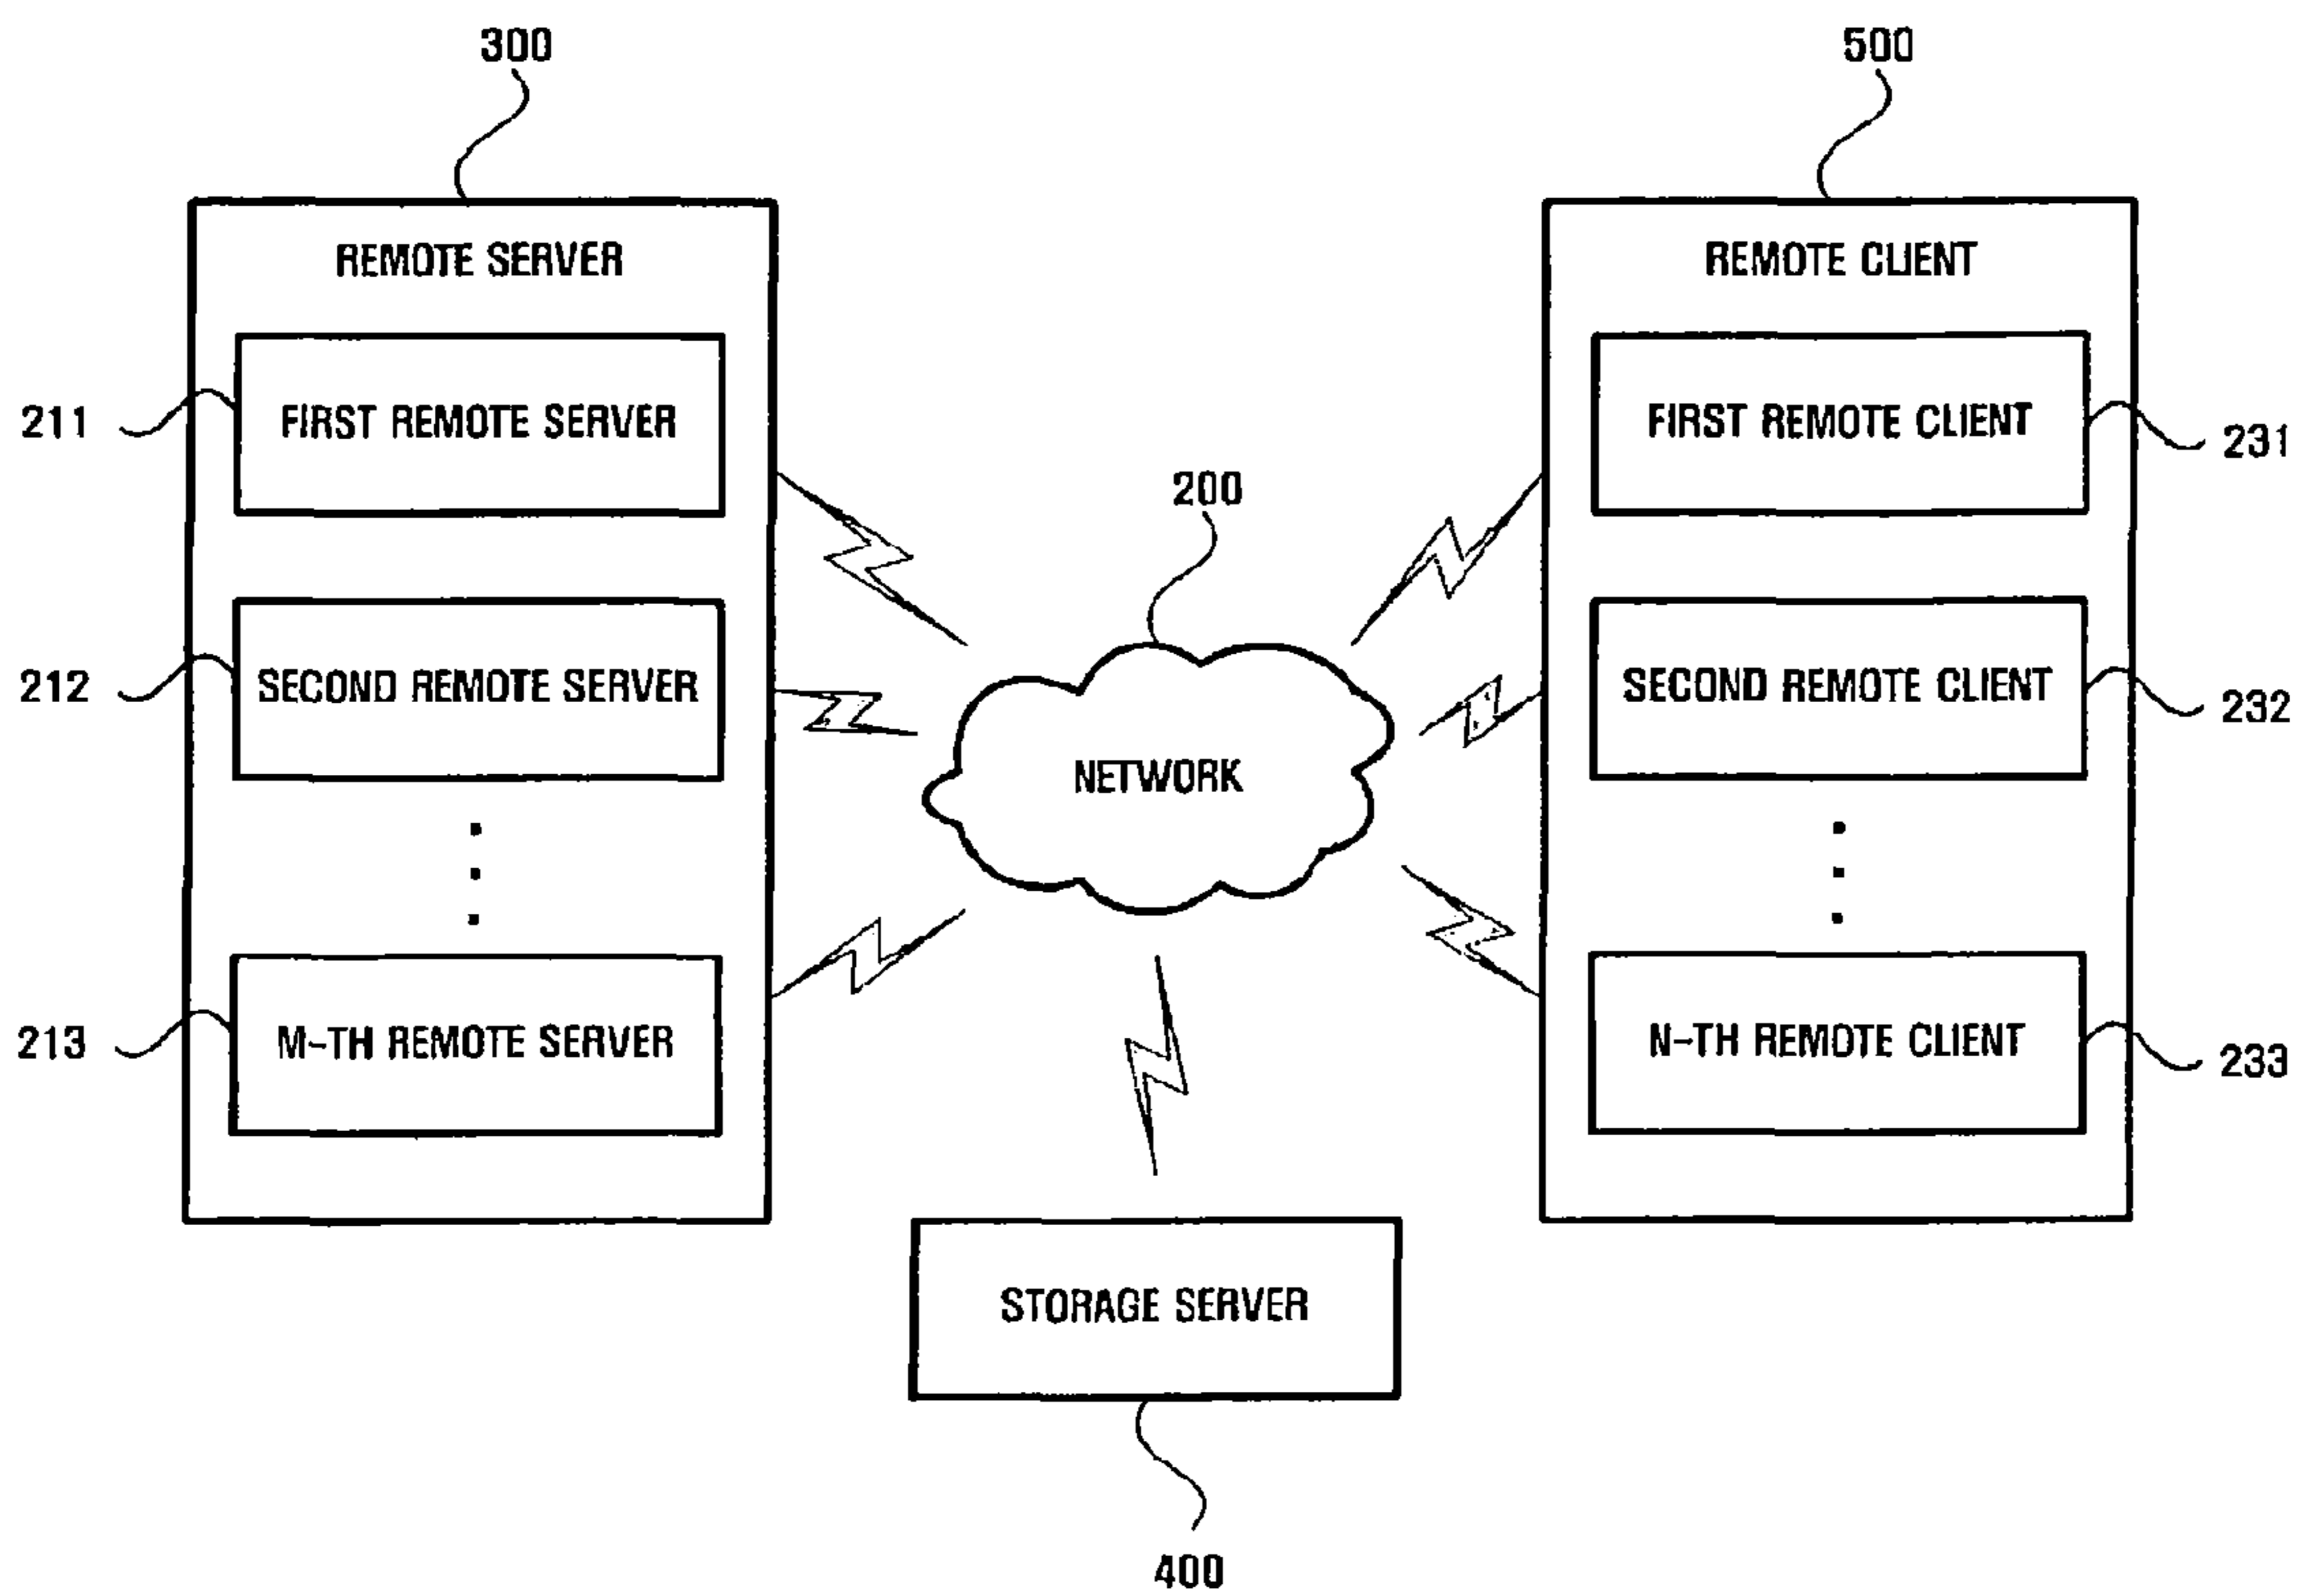 300
500
REMOTE SERVER
REMOTE CLIENT
211
FIRST REMOTE SERVER
FIRST REMOTE CLIENT
231
200
212
SECOND REMOTE SERVER
SECOND REMOTE CLIENT
232
NETWORK
213
M-TH REMOTE SERVER
N-TH REMOTE CLIENT
233
STORAGE SERVER
400